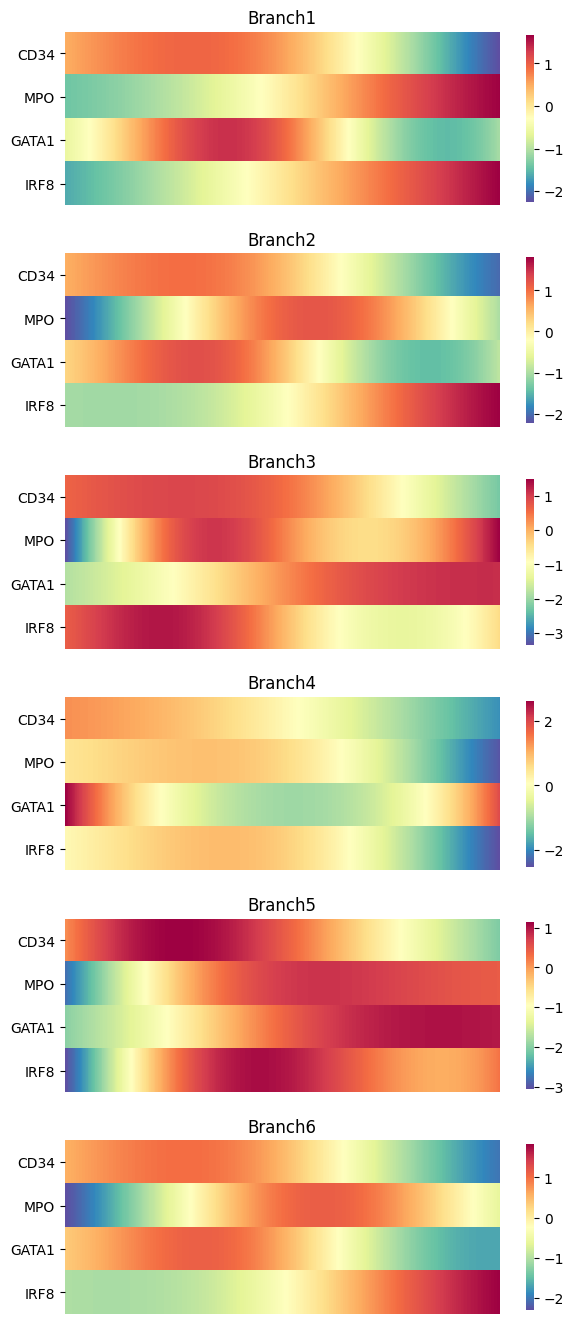 Branch1
CD34
MPO
GATA1
IRF8
1
0
−1
−2
Branch2
CD34
MPO
GATA1
IRF8
1
0
−1
−2
Branch3
CD34
MPO
GATA1
IRF8
1
0
−1
−2
−3
Branch4
CD34
MPO
GATA1
IRF8
2
0
−2
Branch5
CD34
MPO
GATA1
IRF8
1
0
−1
−2
−3
Branch6
CD34
MPO
GATA1
IRF8
1
0
−1
−2